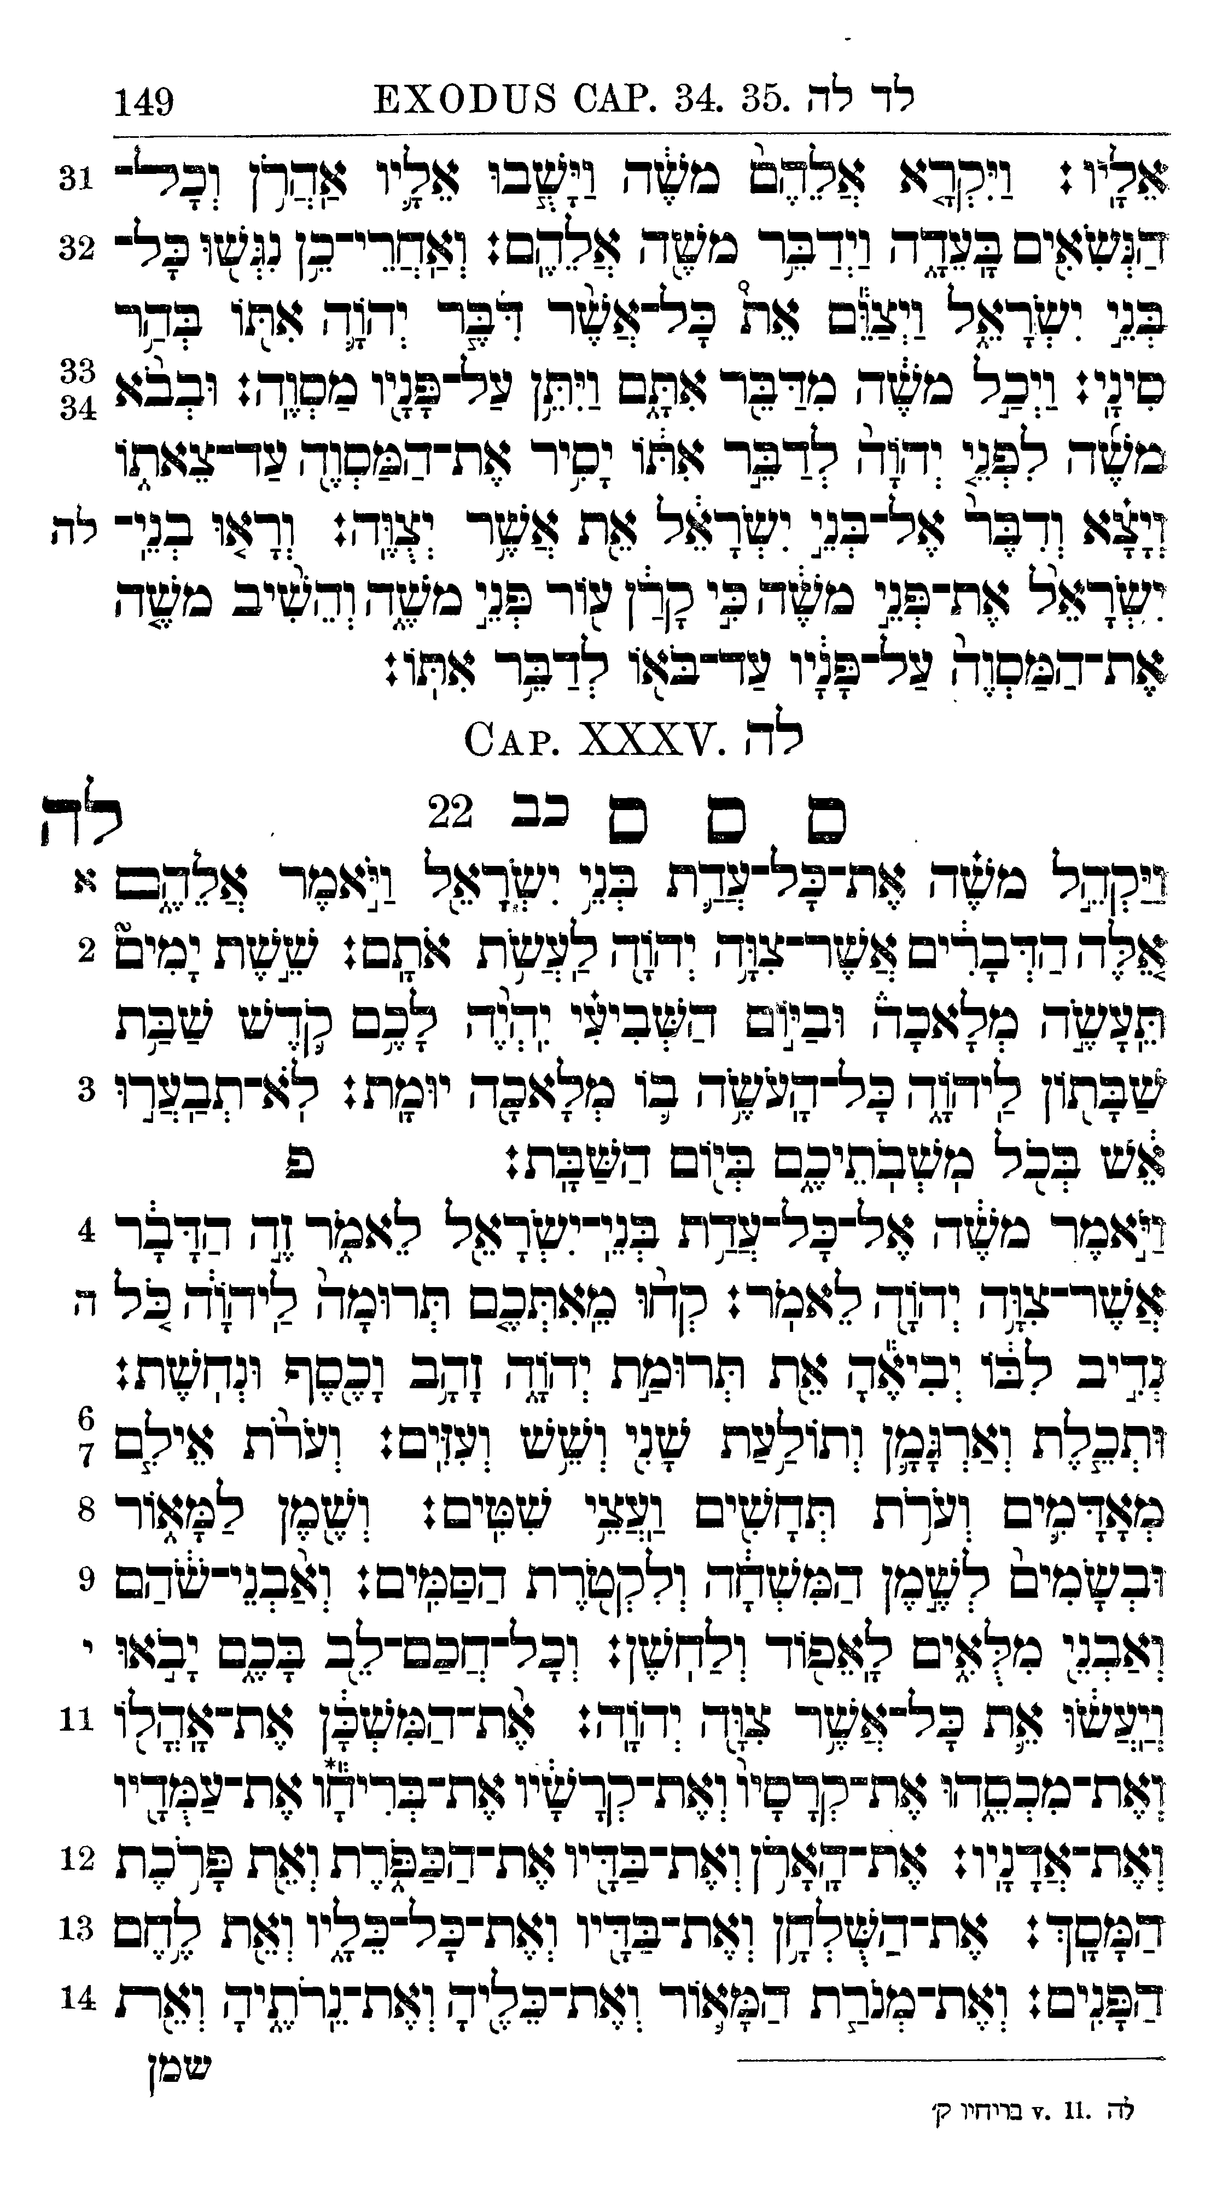 149 EXODUS CAP. 34. 35. לד לה
31 אֵלָֽיו׃ וַיִּקְרָ֤א אֲלֵהֶם֙ מֹשֶׁ֔ה וַיָּשֻׁ֧בוּ אֵלָ֛יו אַהֲרֹ֥ן וְכָל־
32 הַנְּשִׂאִ֖ים בָּעֵדָ֑ה וַיְדַבֵּ֥ר מֹשֶׁ֖ה אֲלֵהֶֽם׃ וְאַחֲרֵי־כֵ֥ן נִגְּשׁ֖וּ כָּל־
בְּנֵ֣י יִשְׂרָאֵ֑ל וַיְצַוֵּ֕ם אֵת֩ כָּל־אֲשֶׁ֨ר דִּבֶּ֧ר יְהוָ֛ה אִתּ֖וֹ בְּהַ֥ר
33 34 סִינָֽי׃ וַיְכַ֣ל מֹשֶׁ֔ה מִדַּבֵּ֖ר אִתָּ֑ם וַיִּתֵּ֥ן עַל־פָּנָ֖יו מַסְוֶֽה׃ וּבְבֹ֨א
מֹשֶׁ֜ה לִפְנֵ֤י יְהוָה֙ לְדַבֵּ֣ר אִתּ֔וֹ יָסִ֥יר אֶת־הַמַּסְוֶ֖ה עַד־צֵאת֑וֹ
לה וְיָצָ֗א וְדִבֶּר֙ אֶל־בְּנֵ֣י יִשְׂרָאֵ֔ל אֵ֖ת אֲשֶׁ֥ר יְצֻוֶּֽה׃ וְרָא֤וּ בְנֵֽי־
יִשְׂרָאֵל֙ אֶת־פְּנֵ֣י מֹשֶׁ֔ה כִּ֣י קָרַ֔ן ע֖וֹר פְּנֵ֣י מֹשֶׁ֑ה וְהֵשִׁ֨יב מֹשֶׁ֤ה
אֶת־הַמַּסְוֶה֙ עַל־פָּנָ֔יו עַד־בֹּא֖וֹ לְדַבֵּ֥ר אִתּֽוֹ׃
CAP. XXXV. לה
לה ס ס ס כב 22
א וַיַּקְהֵ֣ל מֹשֶׁ֗ה אֶת־כָּל־עֲדַ֛ת בְּנֵ֥י יִשְׂרָאֵ֖ל וַיֹּ֣אמֶר אֲלֵהֶ֑ם
2 אֵ֚לֶּה הַדְּבָרִ֔ים אֲשֶׁר־צִוָּ֥ה יְהוָ֖ה לַעֲשֹׂ֥ת אֹתָֽם׃ שֵׁ֣שֶׁת יָמִים֮
תֵּעָשֶׂ֣ה מְלָאכָה֒ וּבַיּ֣וֹם הַשְּׁבִיעִ֗י יִהְיֶ֨ה לָכֶ֥ם קֹ֛דֶשׁ שַׁבַּ֥ת
3 שַׁבָּת֖וֹן לַיהוָ֑ה כָּל־הָעֹשֶׂ֥ה ב֛וֹ מְלָאכָ֖ה יוּמָֽת׃ לֹא־תְבַעֲר֣וּ
אֵ֔שׁ בְּכֹ֖ל מֹֽשְׁבֹֽתֵיכֶ֑ם בְּי֖וֹם הַשַּׁבָּֽת׃ פ
4 וַיֹּ֣אמֶר מֹשֶׁ֔ה אֶל־כָּל־עֲדַ֥ת בְּנֵֽי־יִשְׂרָאֵ֖ל לֵאמֹ֑ר זֶ֣ה הַדָּבָ֔ר
ה אֲשֶׁר־צִוָּ֥ה יְהוָ֖ה לֵאמֹֽר׃ קְח֨וּ מֵֽאִתְּכֶ֤ם תְּרוּמָה֙ לַֽיהוָ֔ה כֹּ֚ל
נְדִ֣יב לִבּ֔וֹ יְבִיאֶ֕הָ אֵ֖ת תְּרוּמַ֣ת יְהוָ֑ה זָהָ֥ב וָכֶ֖סֶף וּנְחֹֽשֶׁת׃
6 7 וּתְכֵ֧לֶת וְאַרְגָּמָ֛ן וְתוֹלַ֥עַת שָׁנִ֖י וְשֵׁ֥שׁ וְעִזִּֽים׃ וְעֹרֹ֨ת אֵילִ֧ם
8 מְאָדָּמִ֛ים וְעֹרֹ֥ת תְּחָשִׁ֖ים וַעֲצֵ֥י שִׁטִּֽים׃ וְשֶׁ֖מֶן לַמָּא֑וֹר
9 וּבְשָׂמִים֙ לְשֶׁ֣מֶן הַמִּשְׁחָ֔ה וְלִקְטֹ֖רֶת הַסַּמִּֽים׃ וְאַ֨בְנֵי־שֹׁ֔הַם
י וְאַבְנֵ֖י מִלֻּאִ֑ים לָאֵפ֖וֹד וְלַחֹֽשֶׁן׃ וְכָל־חֲכַם־לֵ֖ב בָּכֶ֑ם יָבֹ֣אוּ
11 וְיַעֲשׂ֔וּ אֵ֛ת כָּל־אֲשֶׁ֥ר צִוָּ֖ה יְהוָֽה׃ אֶ֨ת־הַמִּשְׁכָּ֔ן אֶֽת־אָהֳל֖וֹ
וְאֶת־מִכְסֵ֑הוּ אֶת־קְרָסָיו֙ וְאֶת־קְרָשָׁ֔יו אֶת־בְּרִיחָ֕ו* אֶת־עַמֻּדָ֖יו
12 וְאֶת־אֲדָנָֽיו׃ אֶת־הָאָרֹ֥ן וְאֶת־בַּדָּ֖יו אֶת־הַכַּפֹּ֑רֶת וְאֵ֖ת פָּרֹ֥כֶת
13 הַמָּסָֽךְ׃ אֶת־הַשֻּׁלְחָ֥ן וְאֶת־בַּדָּ֖יו וְאֶת־כָּל־כֵּלָ֑יו וְאֵ֖ת לֶ֥חֶם
14 הַפָּנִֽים׃ וְאֶת־מְנֹרַ֧ת הַמָּא֛וֹר וְאֶת־כֵּלֶ֖יהָ וְאֶת־נֵרֹתֶ֑יהָ וְאֵ֖ת
שמן
לה v. 11. בריחיו ק׳